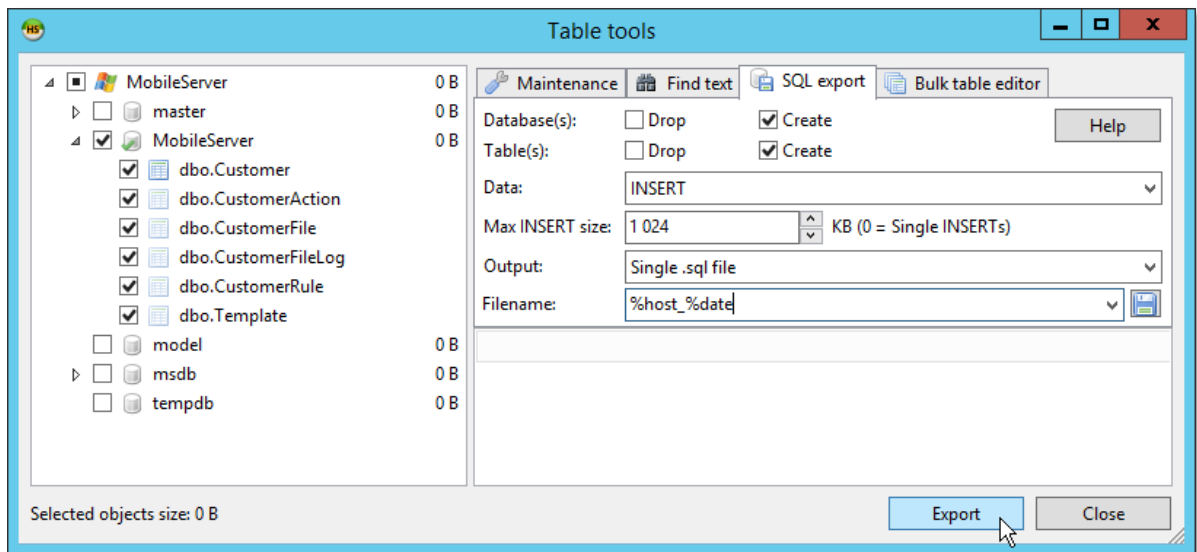 HS
Table tools
MobileServer 0 B
master 0 B
MobileServer 0 B
dbo.Customer
dbo.CustomerAction
dbo.CustomerFile
dbo.CustomerFileLog
dbo.CustomerRule
dbo.Template
model 0 B
msdb 0 B
tempdb 0 B
Maintenance Find text SQL export Bulk table editor
Database(s): Drop Create Help
Table(s): Drop Create
Data: INSERT
Max INSERT size: 1 024 KB (0 = Single INSERTs)
Output: Single .sql file
Filename: %host_%date
Selected objects size: 0 B Export Close